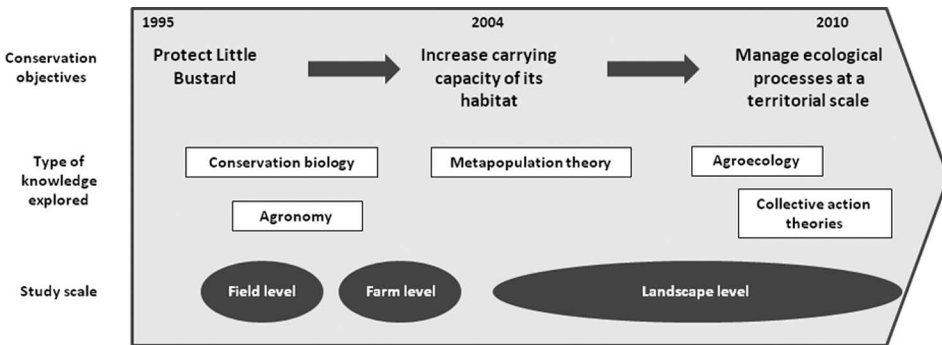 1995
2004
2010
Conservation
objectives
Protect Little
Bustard
Increase carrying
capacity of its
habitat
Manage ecological
processes at a
territorial scale
Type of
knowledge
explored
Conservation biology
Metapopulation theory
Agroecology
Agronomy
Collective action
theories
Study scale
Field level
Farm level
Landscape level